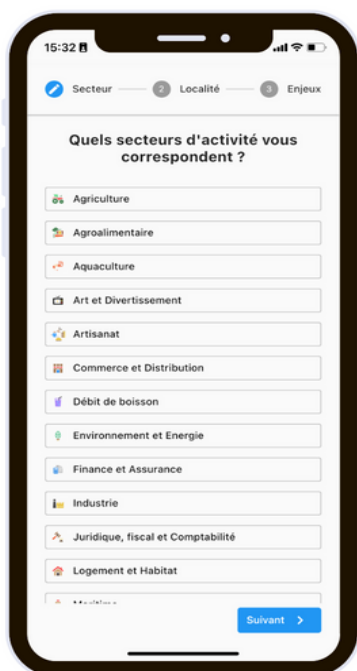 15:32
Secteur 2 Localité 3 Enjeux
Quels secteurs d'activité vous
correspondent ?
Agriculture
Agroalimentaire
Aquaculture
Art et Divertissement
Artisanat
Commerce et Distribution
Débit de boisson
Environnement et Energie
Finance et Assurance
Industrie
Juridique, fiscal et Comptabilité
Logement et Habitat
Suivant